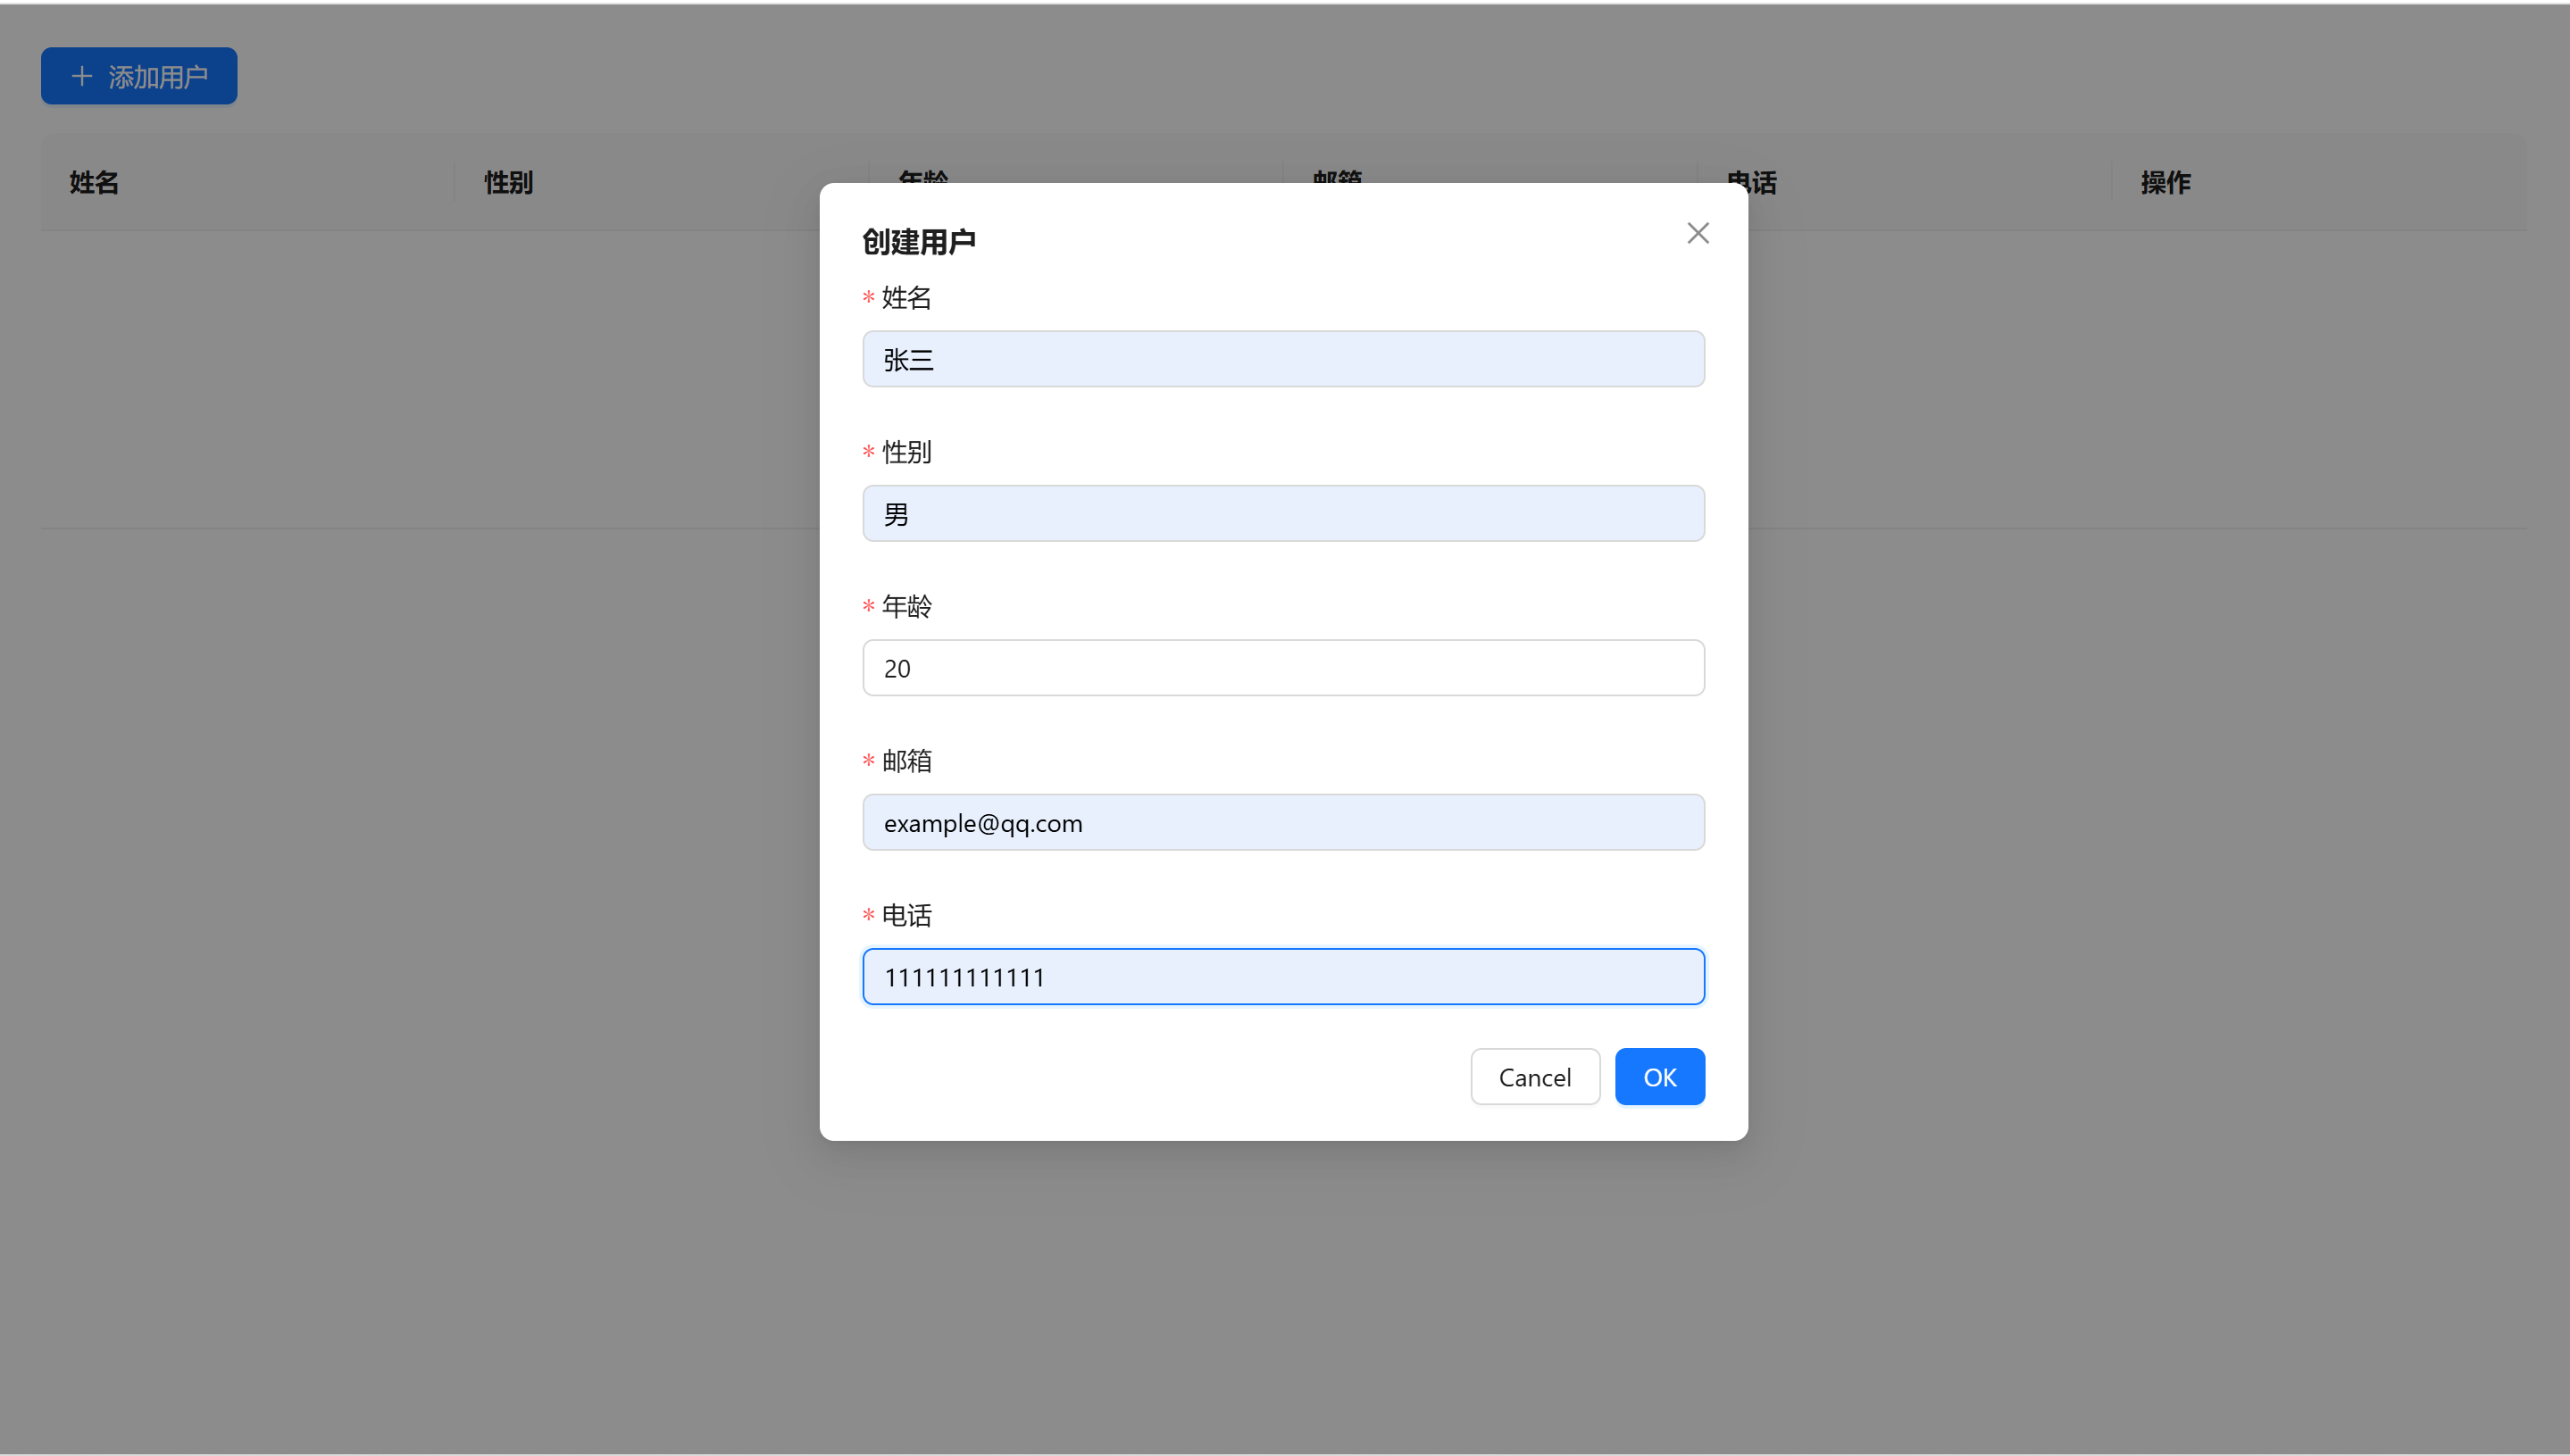 添加用户
姓名 性别 年龄 邮箱 电话 操作
创建用户
* 姓名
张三
* 性别
男
* 年龄
20
* 邮箱
example@qq.com
* 电话
111111111111
Cancel OK